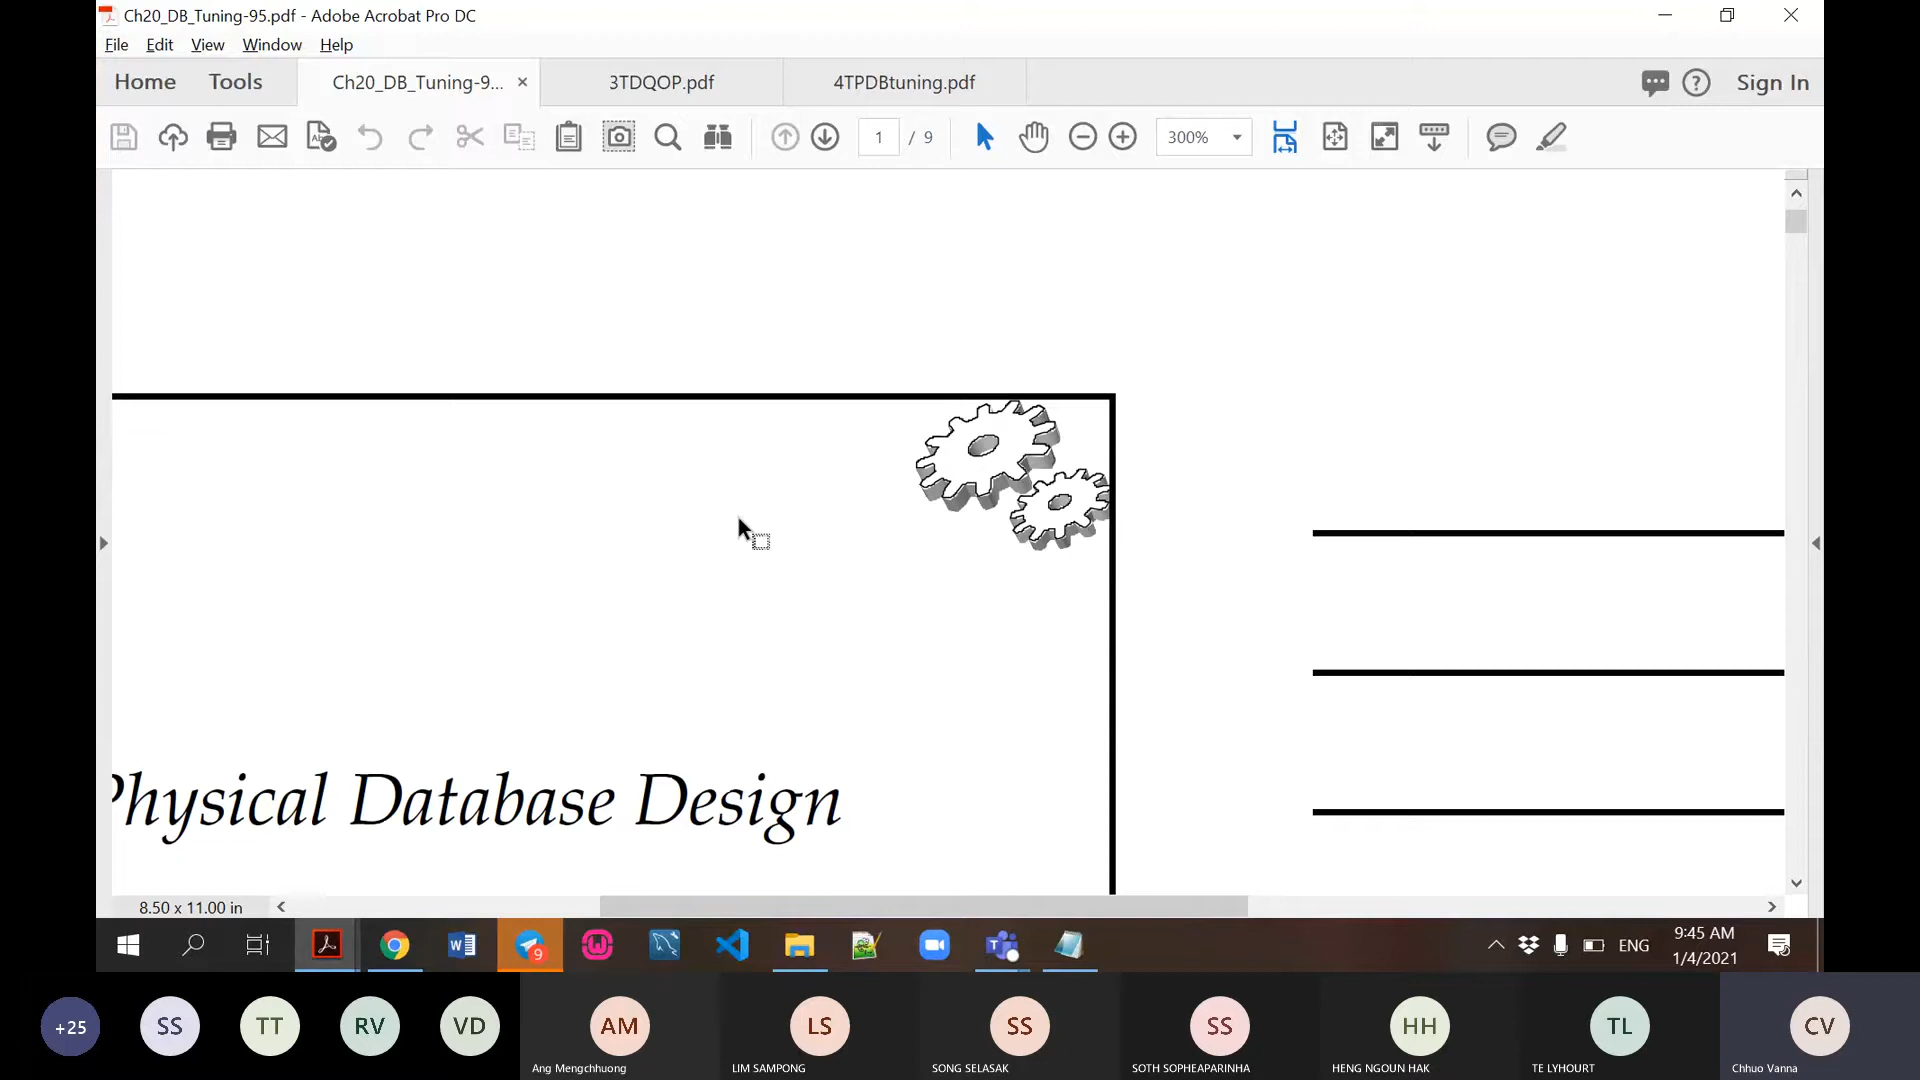 Ch20_DB_Tuning-95.pdf - Adobe Acrobat Pro DC
File Edit View Window Help
Home Tools Ch20_DB_Tuning-9... × 3TDQOP.pdf 4TPDBtuning.pdf ? Sign In
1 / 9 300%
Physical Database Design
8.50 x 11.00 in
9 ENG 9:45 AM
1/4/2021
+25 SS TT RV VD AM LS SS SS HH TL CV
Ang Mengchhuong LIM SAMPONG SONG SELASAK SOTH SOPHEAPARINHA HENG NGOUN HAK TE LYHOURT Chhuo Vanna